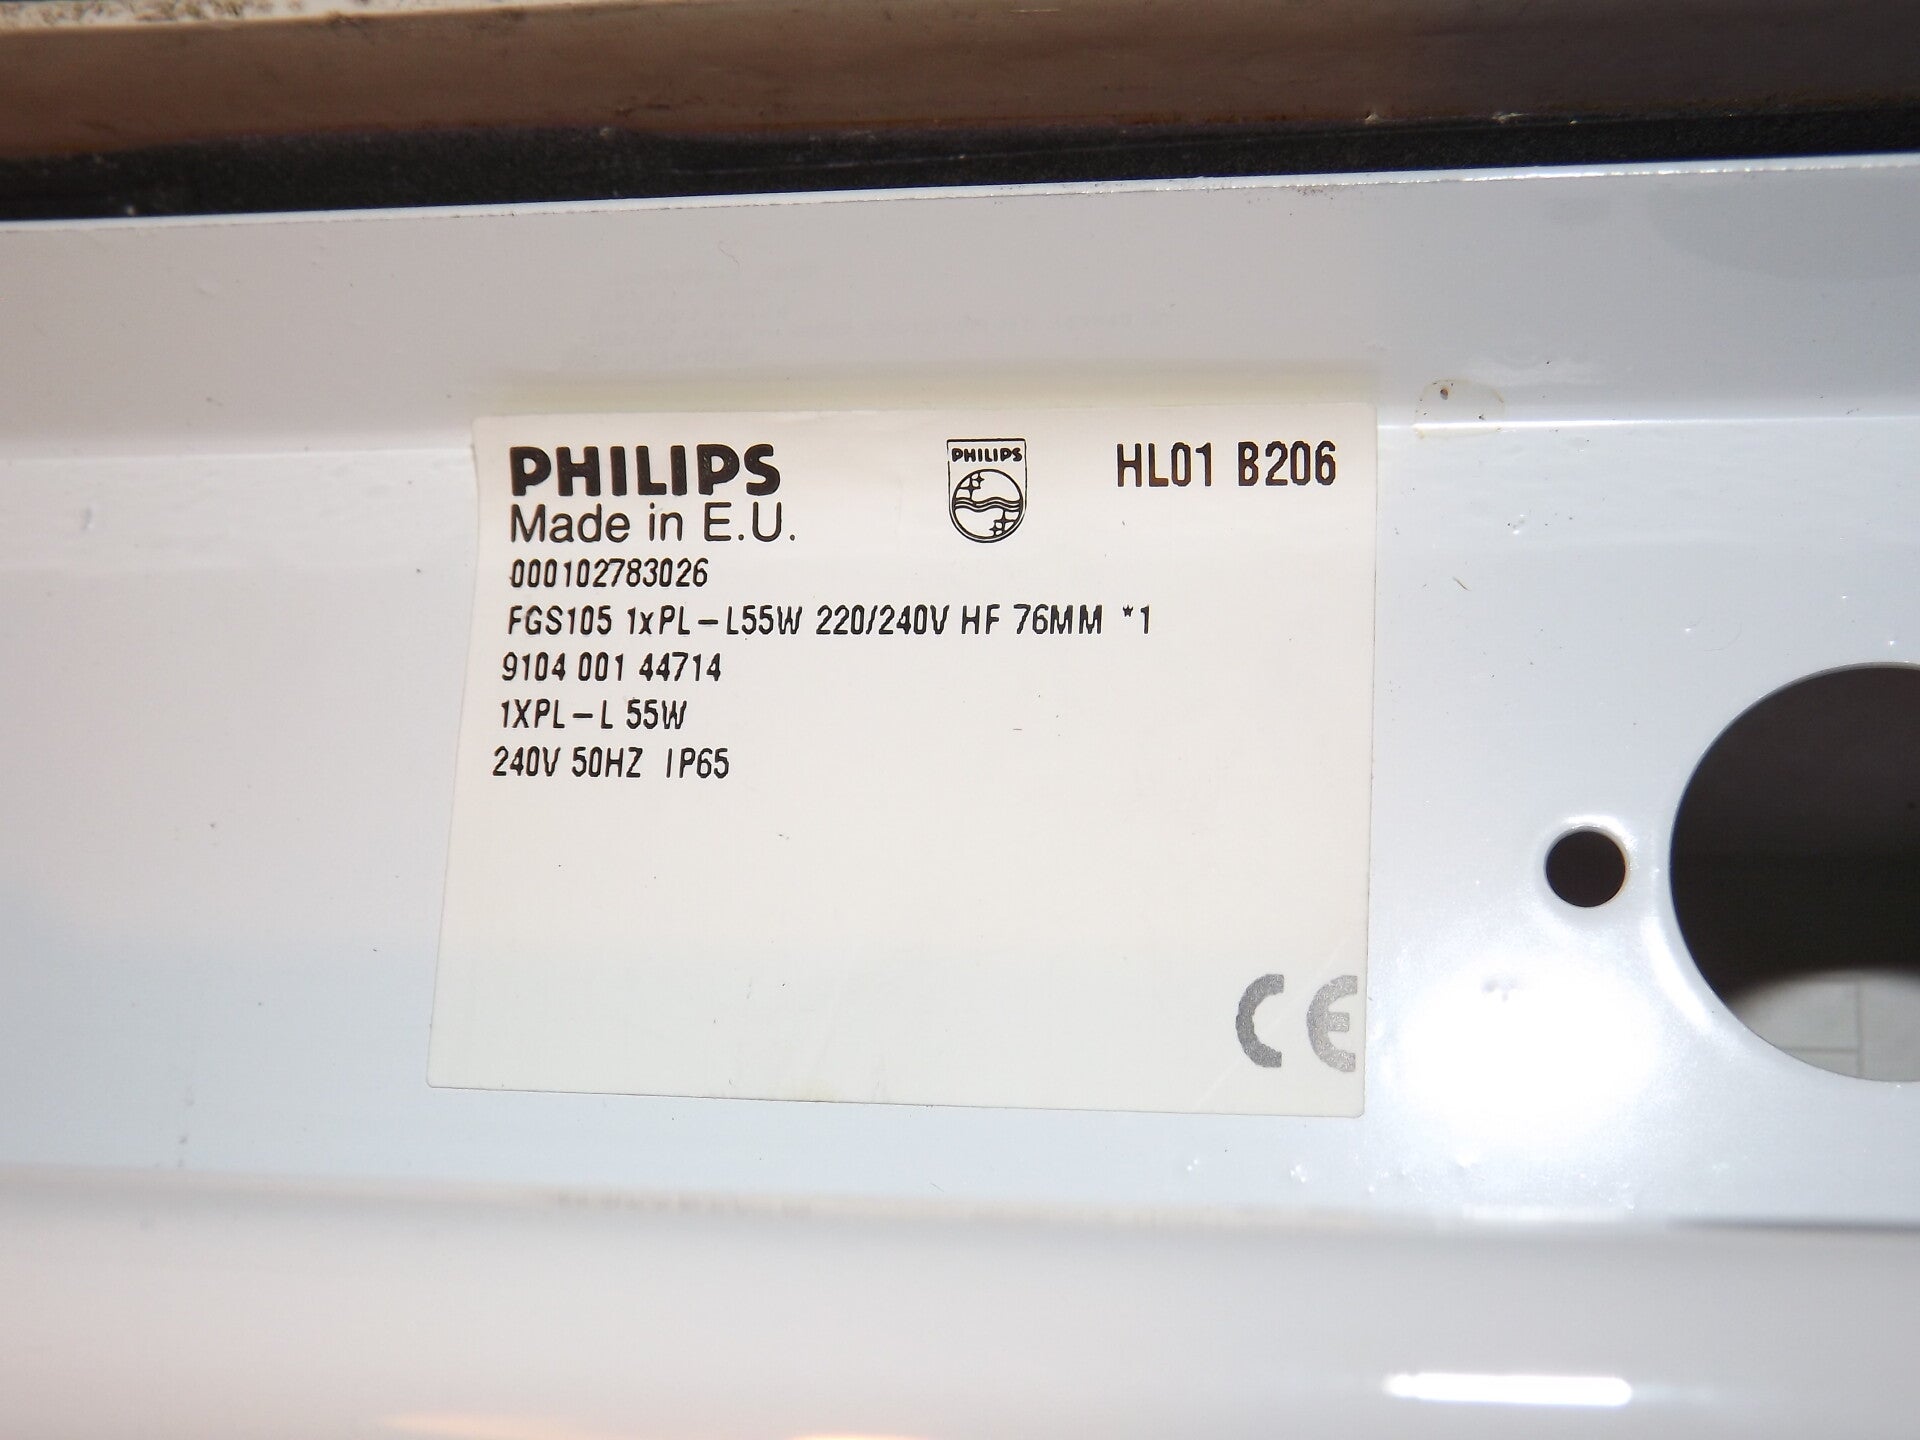 PHILIPS PHILIPS HL01 B206
Made in E.U.
000102783026
FGS105 1xPL-L55W 220/240V HF 76MM *1
9104 001 44714
1XPL-L 55W
240V 50HZ IP65
CE